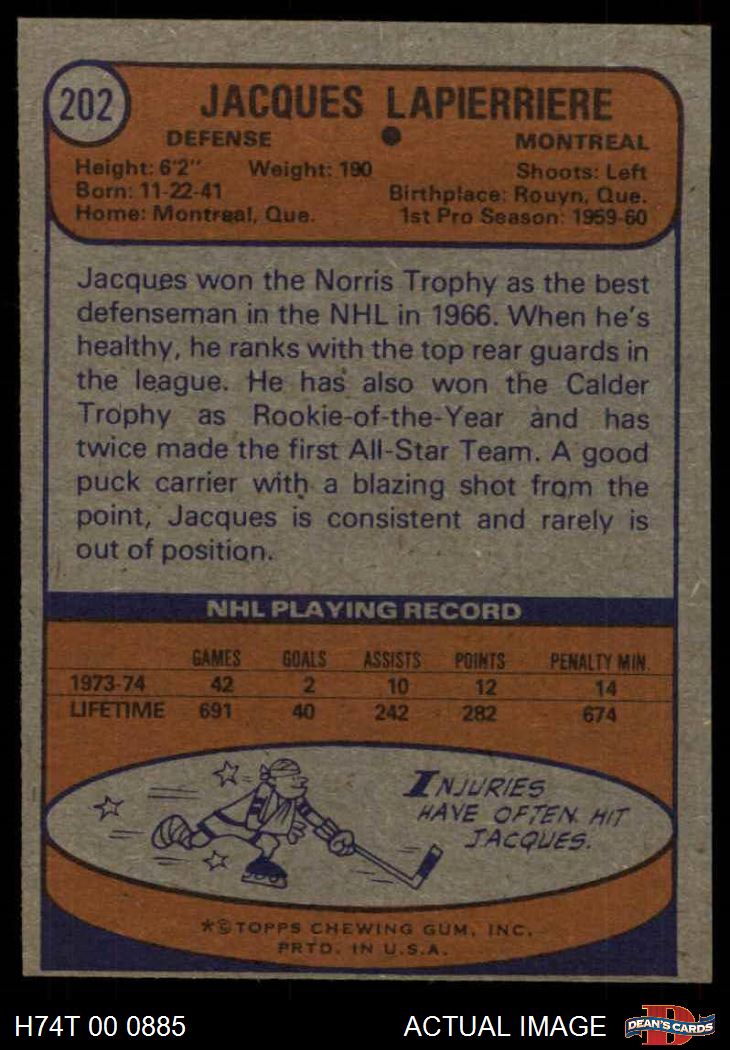 202
JACQUES LAPIERRIERE
DEFENSE ● MONTREAL
Height: 6'2" Weight: 190 Shoots: Left
Born: 11-22-41 Birthplace: Rouyn, Que.
Home: Montreal, Que. 1st Pro Season: 1959-60
Jacques won the Norris Trophy as the best
defenseman in the NHL in 1966. When he's
healthy, he ranks with the top rear guards in
the league. He has also won the Calder
Trophy as Rookie-of-the-Year and has
twice made the first All-Star Team. A good
puck carrier with a blazing shot from the
point, Jacques is consistent and rarely is
out of position.
NHL PLAYING RECORD
GAMES GOALS ASSISTS POINTS PENALTY MIN.
1973-74 42 2 10 12 14
LIFETIME 691 40 242 282 674
INJURIES
HAVE OFTEN HIT
JACQUES.
*©TOPPS CHEWING GUM, INC.
PRTD. IN U.S.A.
H74T 00 0885 ACTUAL IMAGE
D
DEAN'S CARDS